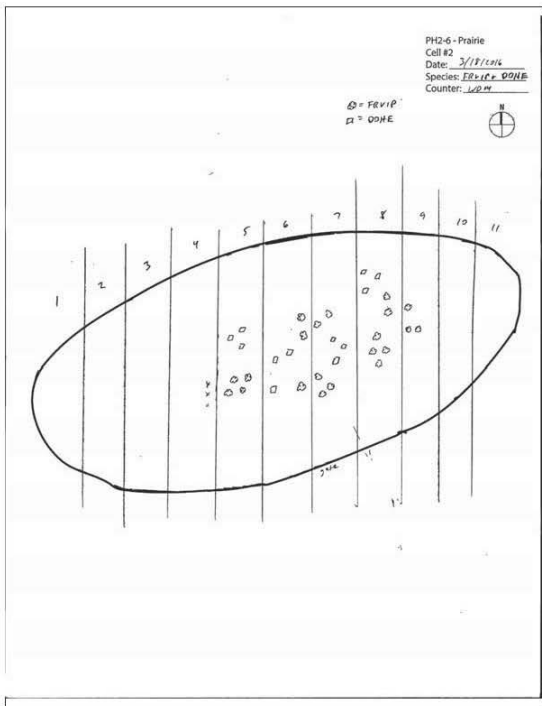 PH2-6 - Prairie
Cell #2
Date: 3/18/2016
Species: FRVIP+ DOHE
Counter: WDM
= FRVIP
= DOHE
N
1 2 3 4 5 6 7 8 9 10 11
gate